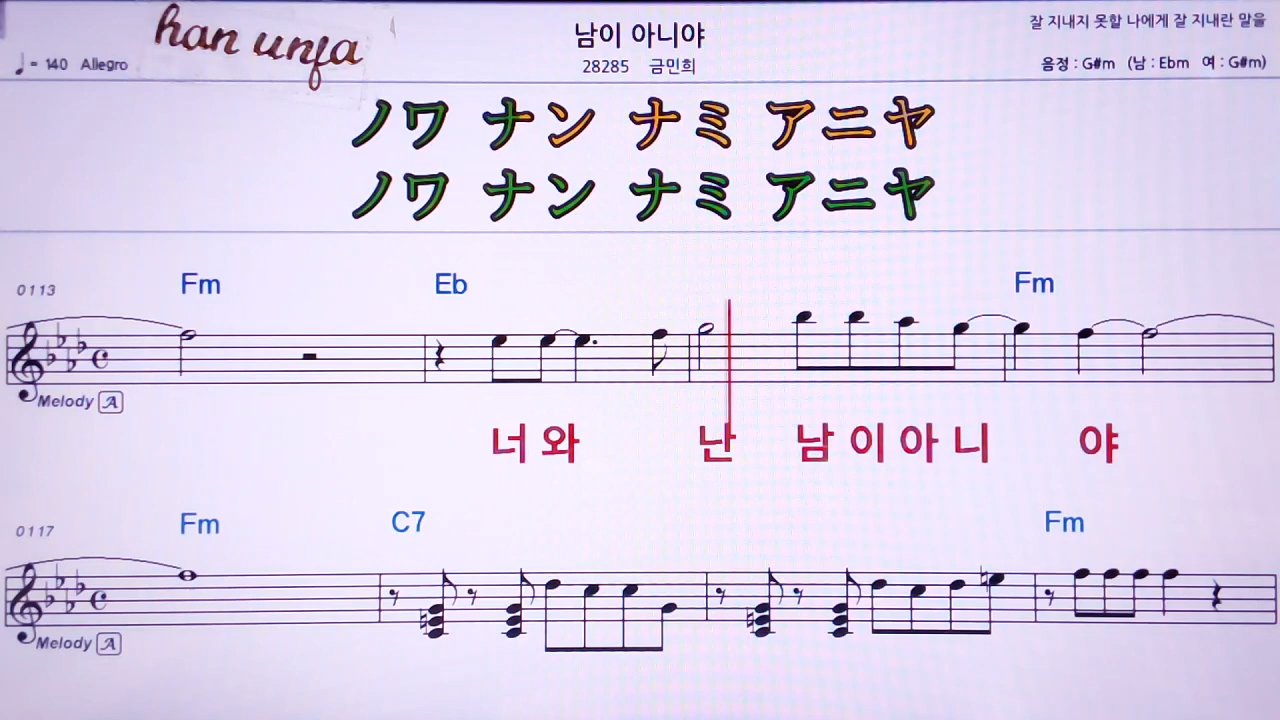 han unfa
남이 아니야
잘 지내지 못할 나에게 잘 지내란 말을
♩= 140 Allegro
28285 금민희
음정 : G#m (남 : Ebm 여 : G#m)
ノワ ナン ナミ アニヤ
ノワ ナン ナミ アニヤ
0113 Fm Eb Fm
Melody A
너 와 난 남 이 아 니 야
0117 Fm C7 Fm
Melody A